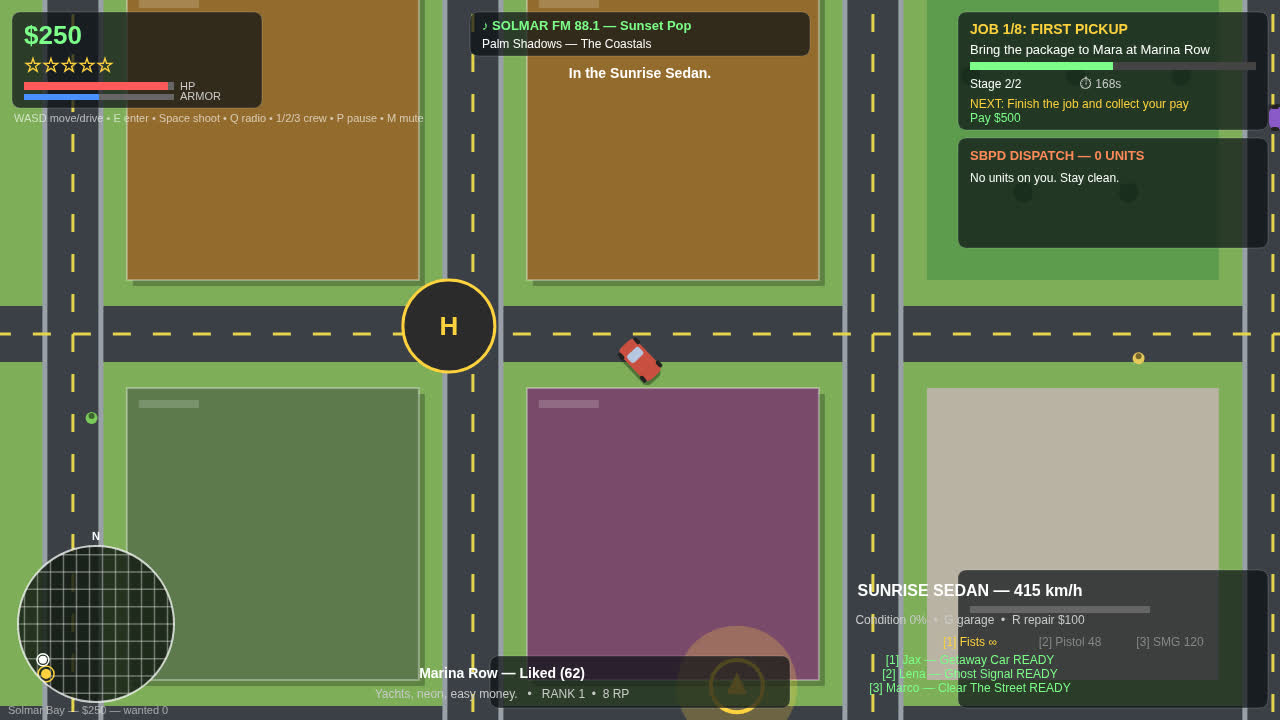 $250
☆☆☆☆☆
HP
ARMOR
WASD move/drive • E enter • Space shoot • Q radio • 1/2/3 crew • P pause • M mute
♪ SOLMAR FM 88.1 — Sunset Pop
Palm Shadows — The Coastals
In the Sunrise Sedan.
JOB 1/8: FIRST PICKUP
Bring the package to Mara at Marina Row
Stage 2/2
⏱ 168s
NEXT: Finish the job and collect your pay
Pay $500
SBPD DISPATCH — 0 UNITS
No units on you. Stay clean.
H
N
SUNRISE SEDAN — 415 km/h
Condition 0% • G garage • R repair $100
[1] Fists ∞ [2] Pistol 48 [3] SMG 120
[1] Jax — Getaway Car READY
[2] Lena — Ghost Signal READY
[3] Marco — Clear The Street READY
Marina Row — Liked (62)
Yachts, neon, easy money. • RANK 1 • 8 RP
Solmar Bay — $250 — wanted 0